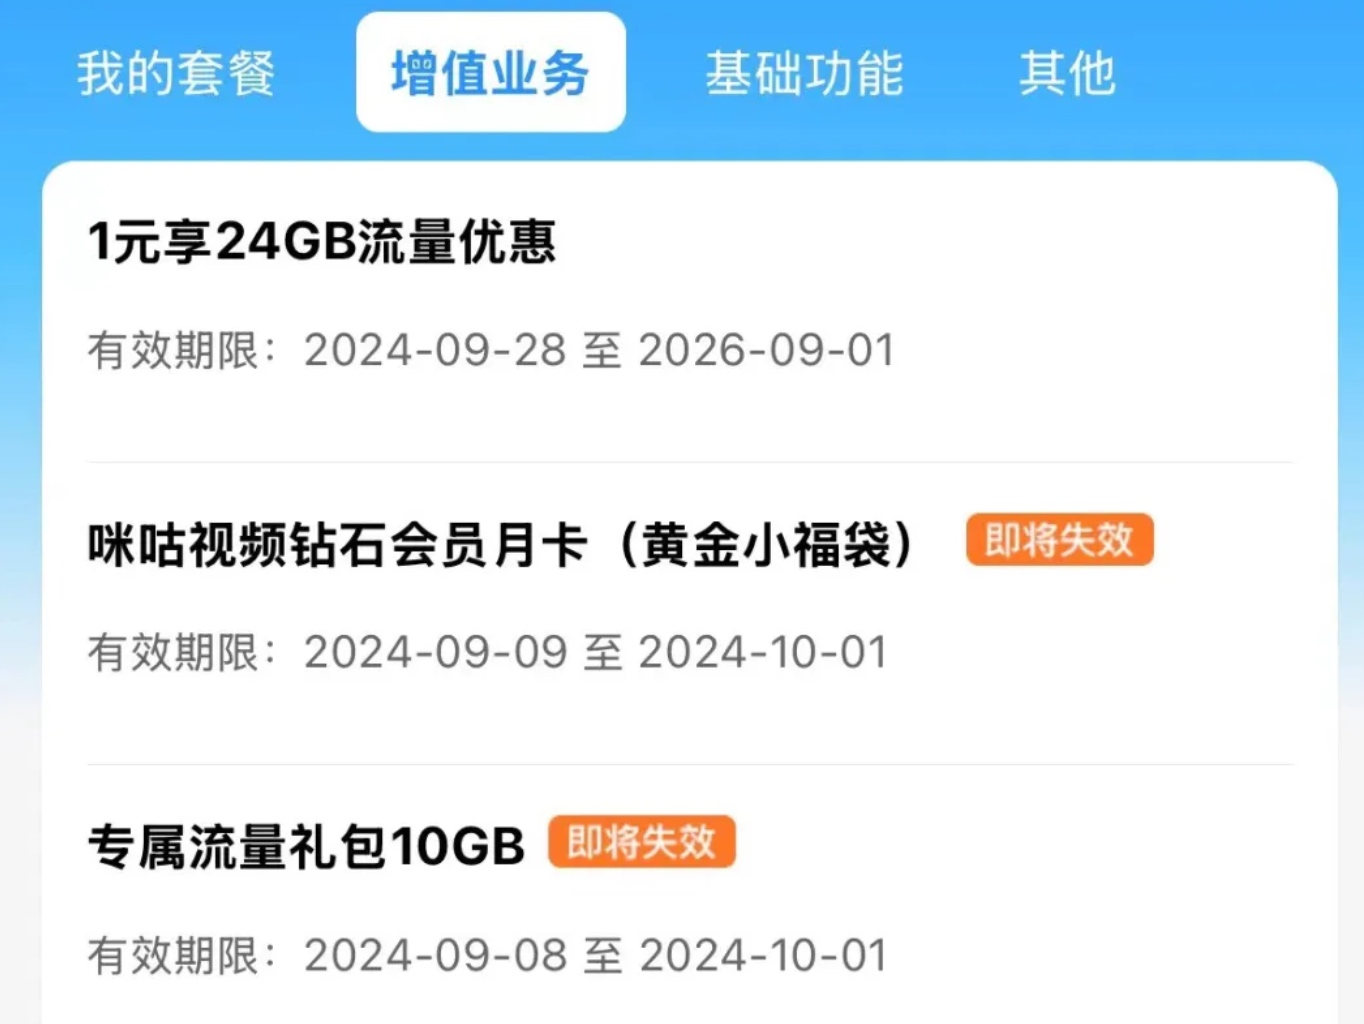 我的套餐 增值业务 基础功能 其他
1元享24GB流量优惠
有效期限：2024-09-28 至 2026-09-01
咪咕视频钻石会员月卡（黄金小福袋） 即将失效
有效期限：2024-09-09 至 2024-10-01
专属流量礼包10GB 即将失效
有效期限：2024-09-08 至 2024-10-01